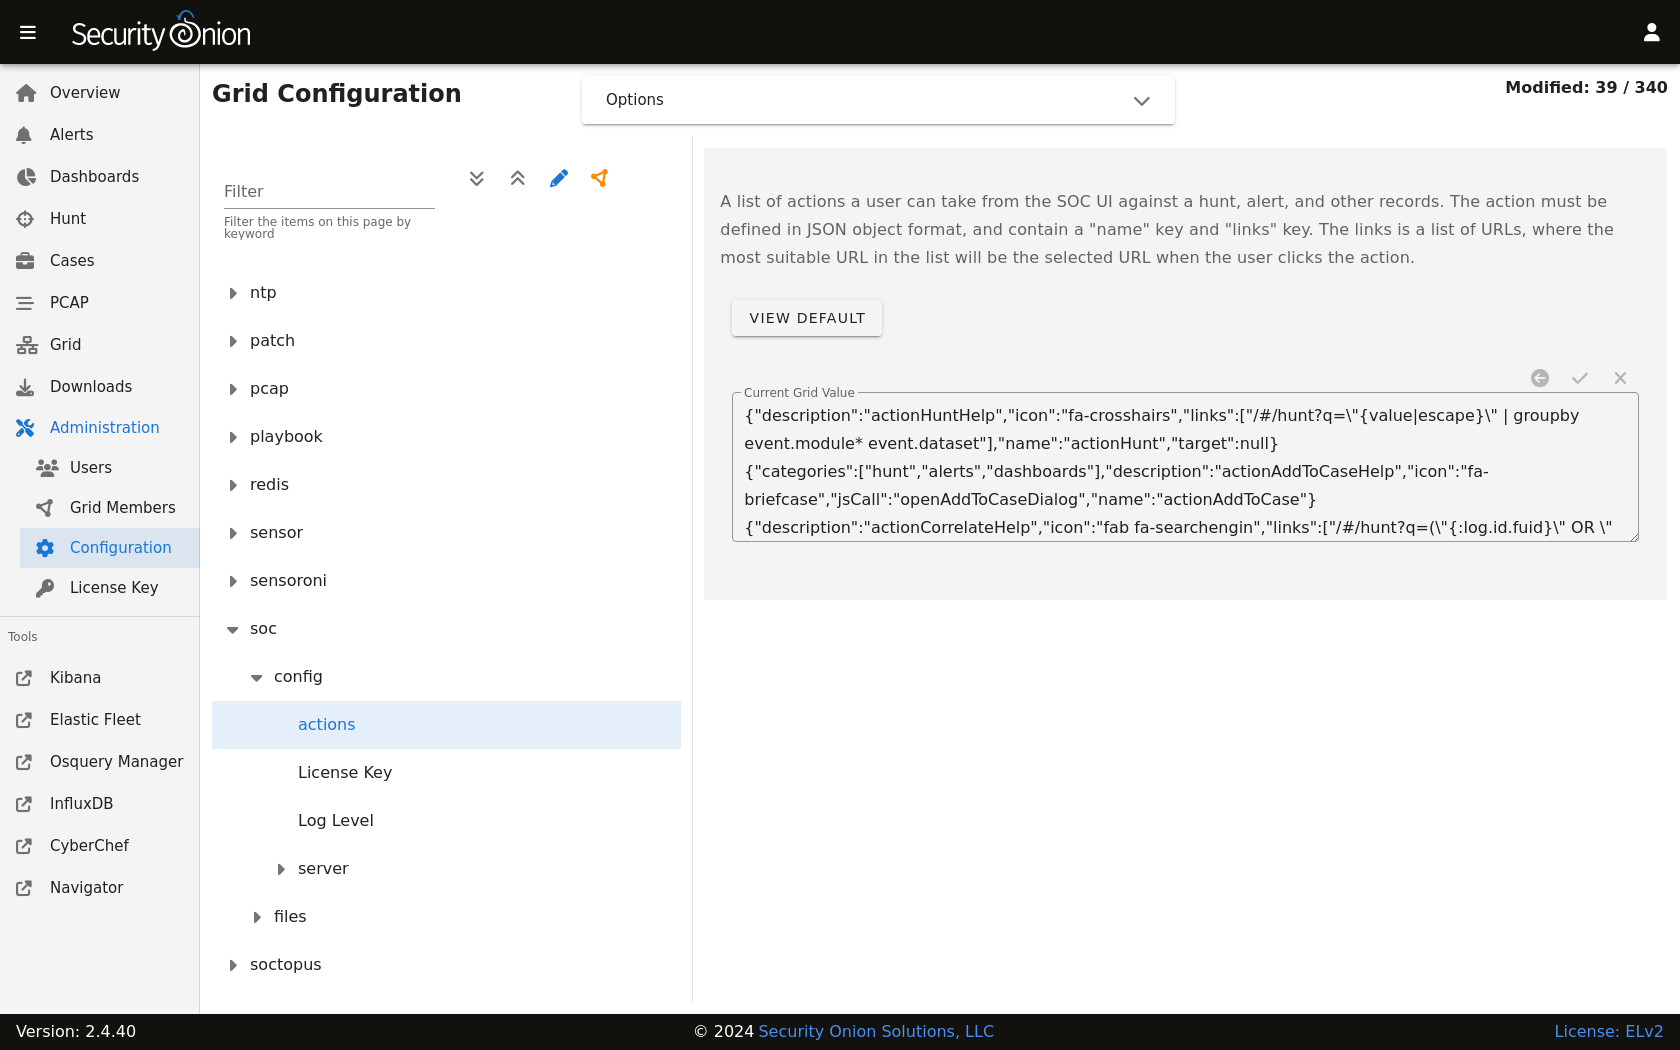 Security Onion
Overview
Alerts
Dashboards
Hunt
Cases
PCAP
Grid
Downloads
Administration
Users
Grid Members
Configuration
License Key
Tools
Kibana
Elastic Fleet
Osquery Manager
InfluxDB
CyberChef
Navigator
Grid Configuration
Options
Modified: 39 / 340
Filter
Filter the items on this page by
keyword
ntp
patch
pcap
playbook
redis
sensor
sensoroni
soc
config
actions
License Key
Log Level
server
files
soctopus
A list of actions a user can take from the SOC UI against a hunt, alert, and other records. The action must be
defined in JSON object format, and contain a "name" key and "links" key. The links is a list of URLs, where the
most suitable URL in the list will be the selected URL when the user clicks the action.
VIEW DEFAULT
Current Grid Value
{"description":"actionHuntHelp","icon":"fa-crosshairs","links":["/#/hunt?q=\"{value|escape}\" | groupby
event.module* event.dataset"],"name":"actionHunt","target":null}
{"categories":["hunt","alerts","dashboards"],"description":"actionAddToCaseHelp","icon":"fa-
briefcase","jsCall":"openAddToCaseDialog","name":"actionAddToCase"}
{"description":"actionCorrelateHelp","icon":"fab fa-searchengin","links":["/#/hunt?q=(\"{:log.id.fuid}\" OR \"
Version: 2.4.40
© 2024 Security Onion Solutions, LLC
License: ELv2